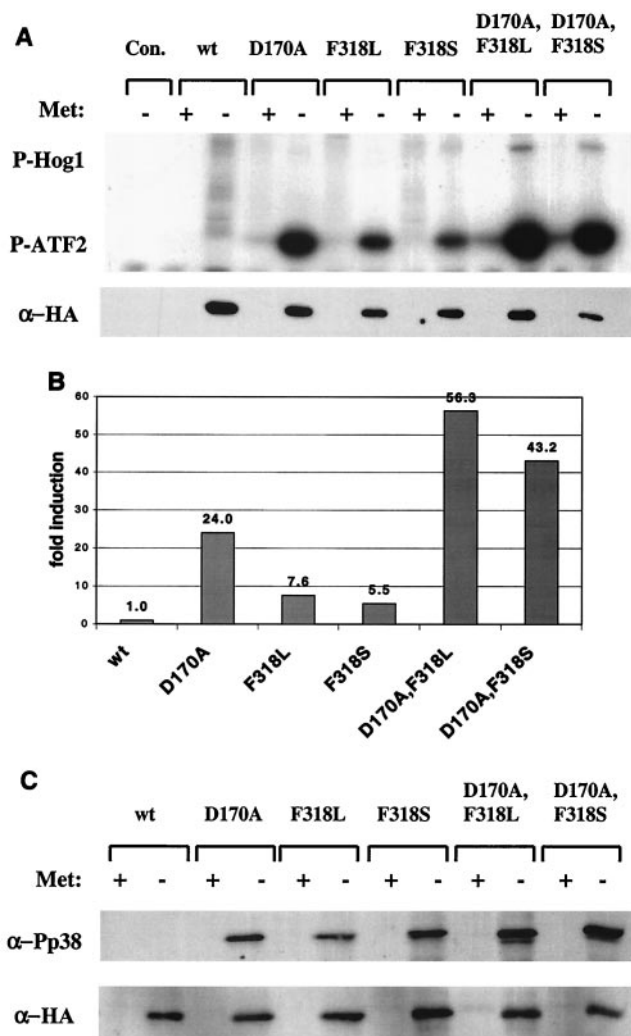 A
Con. wt D170A F318L F318S D170A, F318L D170A, F318S
Met: - + - + - + - + - + - + -
P-Hog1
P-ATF2
α-HA
B
fold induction
60
50
40
30
20
10
0
1.0
24.0
7.6
5.5
56.3
43.2
wt
D170A
F318L
F318S
D170A,F318L
D170A,F318S
C
wt D170A F318L F318S D170A, F318L D170A, F318S
Met: + - + - + - + - + - + -
α-Pp38
α-HA